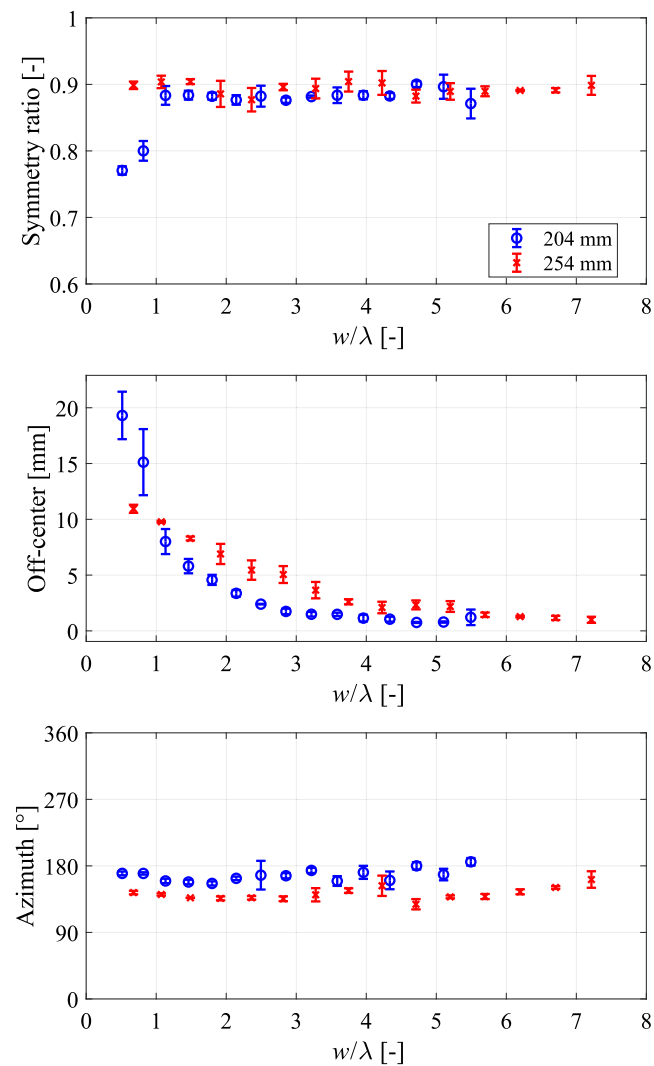 1
0.9
0.8
0.7
0.6
Symmetry ratio [-]
204 mm
254 mm
0 1 2 3 4 5 6 7 8
w/λ [-]
20
15
10
5
0
Off-center [mm]
0 1 2 3 4 5 6 7 8
w/λ [-]
360
270
180
90
0
Azimuth [°]
0 1 2 3 4 5 6 7 8
w/λ [-]